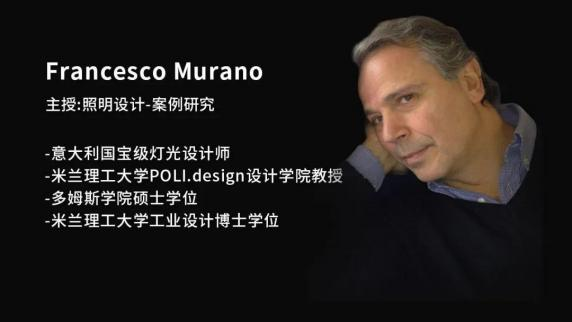 Francesco Murano
主授:照明设计-案例研究
-意大利国宝级灯光设计师
-米兰理工大学POLI.design设计学院教授
-多姆斯学院硕士学位
-米兰理工大学工业设计博士学位